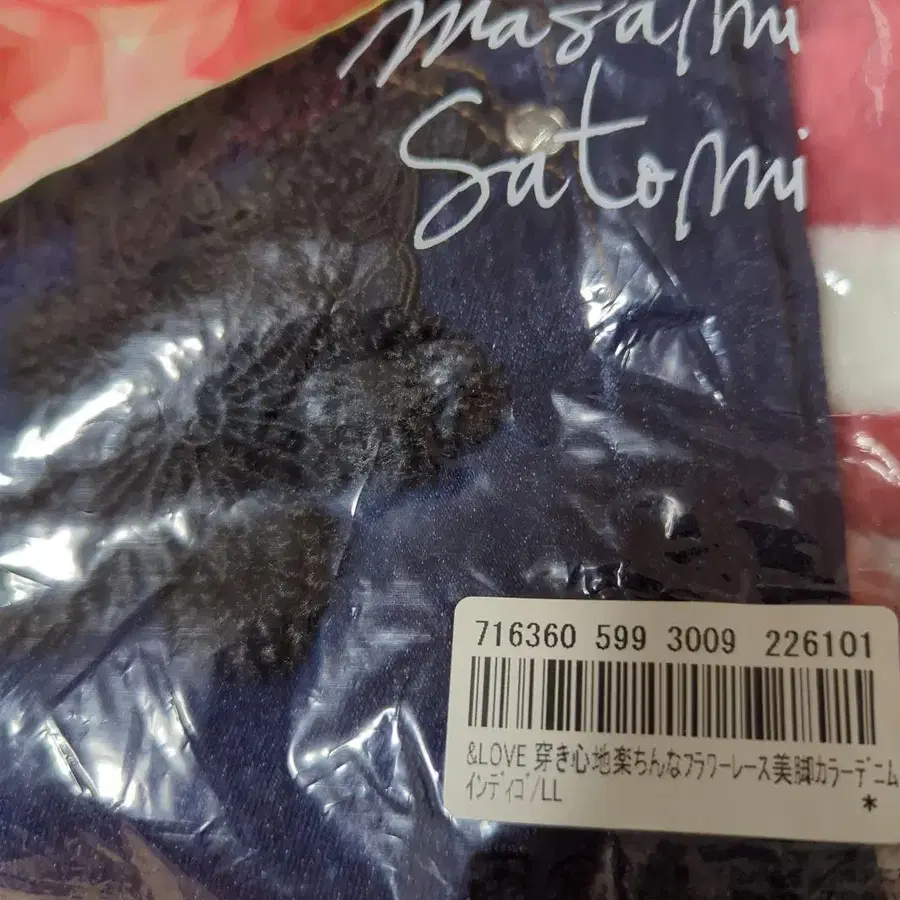 Masami
Satomi
716360 599 3009 226101
&LOVE 穿き心地楽ちんなﾌﾗﾜｰﾚｰｽ美脚ｶﾗｰﾃﾞﾆﾑ
ｲﾝﾃﾞｨｺﾞ/LL
*